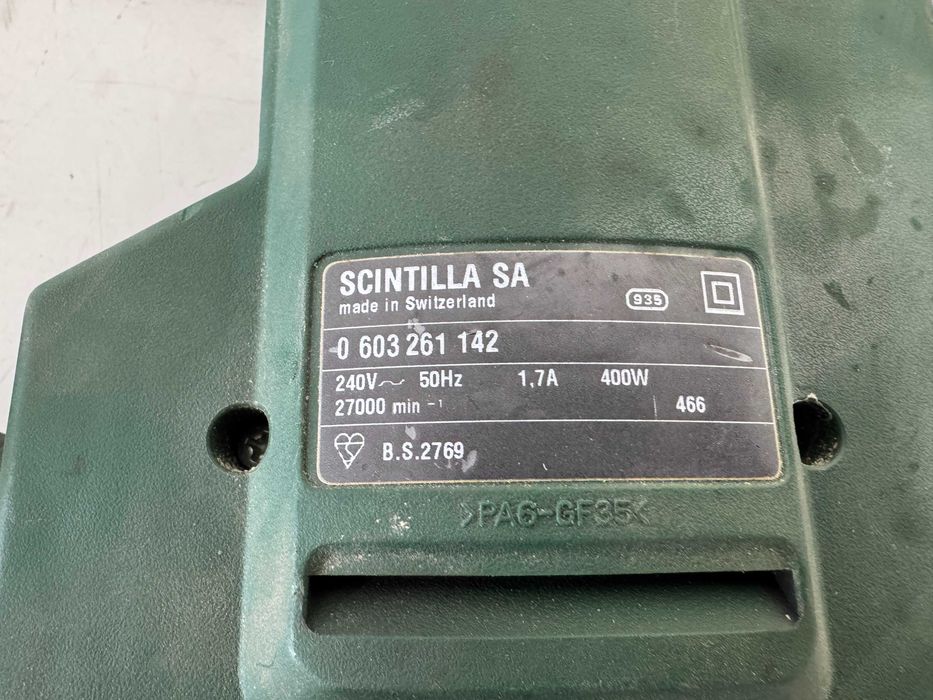 SCINTILLA SA
made in Switzerland 935
0 603 261 142
240V~ 50Hz 1,7A 400W
27000 min -1 466
B.S.2769
>PA6-GF35<